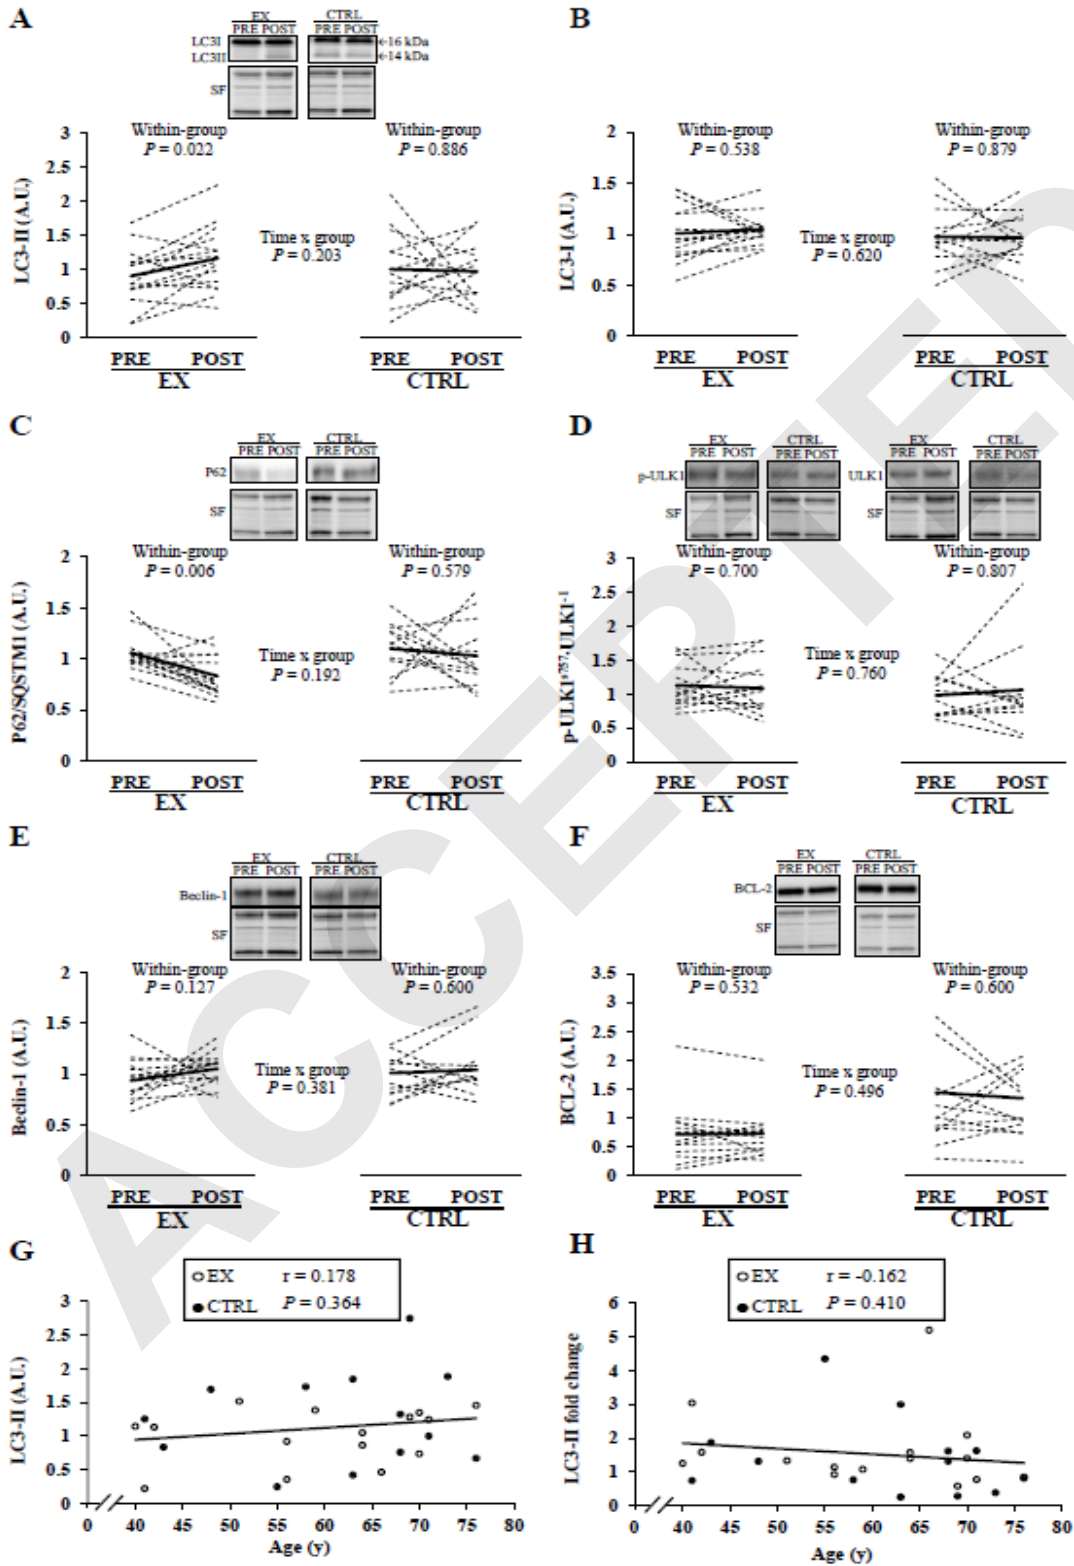 A
EX
CTRL
PRE POST
PRE POST
LC3I
←16 kDa
LC3II
←14 kDa
SF
Within-group
P = 0.022
Within-group
P = 0.886
Time x group
P = 0.203
LC3-II (A.U.)
3
2.5
2
1.5
1
0.5
0
PRE POST
EX
PRE POST
CTRL
B
Within-group
P = 0.538
Within-group
P = 0.879
Time x group
P = 0.620
LC3-I (A.U.)
2
1.5
1
0.5
0
PRE POST
EX
PRE POST
CTRL
C
EX
CTRL
PRE POST
PRE POST
P62
SF
Within-group
P = 0.006
Within-group
P = 0.579
Time x group
P = 0.192
P62/SQSTM1 (A.U.)
2
1.5
1
0.5
0
PRE POST
EX
PRE POST
CTRL
D
EX
CTRL
EX
CTRL
PRE POST
PRE POST
PRE POST
PRE POST
p-ULK1
ULK1
SF
SF
Within-group
P = 0.700
Within-group
P = 0.807
Time x group
P = 0.760
p-ULK1ˢ⁷⁵⁷·ULK1⁻¹
3
2.5
2
1.5
1
0.5
0
PRE POST
EX
PRE POST
CTRL
E
EX
CTRL
PRE POST
PRE POST
Beclin-1
SF
Within-group
P = 0.127
Within-group
P = 0.600
Time x group
P = 0.381
Beclin-1 (A.U.)
2
1.5
1
0.5
0
PRE POST
EX
PRE POST
CTRL
F
EX
CTRL
PRE POST
PRE POST
BCL-2
SF
Within-group
P = 0.532
Within-group
P = 0.600
Time x group
P = 0.496
BCL-2 (A.U.)
3.5
3
2.5
2
1.5
1
0.5
0
PRE POST
EX
PRE POST
CTRL
G
EX r = 0.178
CTRL P = 0.364
LC3-II (A.U.)
3
2.5
2
1.5
1
0.5
0
0 40 45 50 55 60 65 70 75 80
Age (y)
H
EX r = -0.162
CTRL P = 0.410
LC3-II fold change
6
5
4
3
2
1
0
0 40 45 50 55 60 65 70 75 80
Age (y)